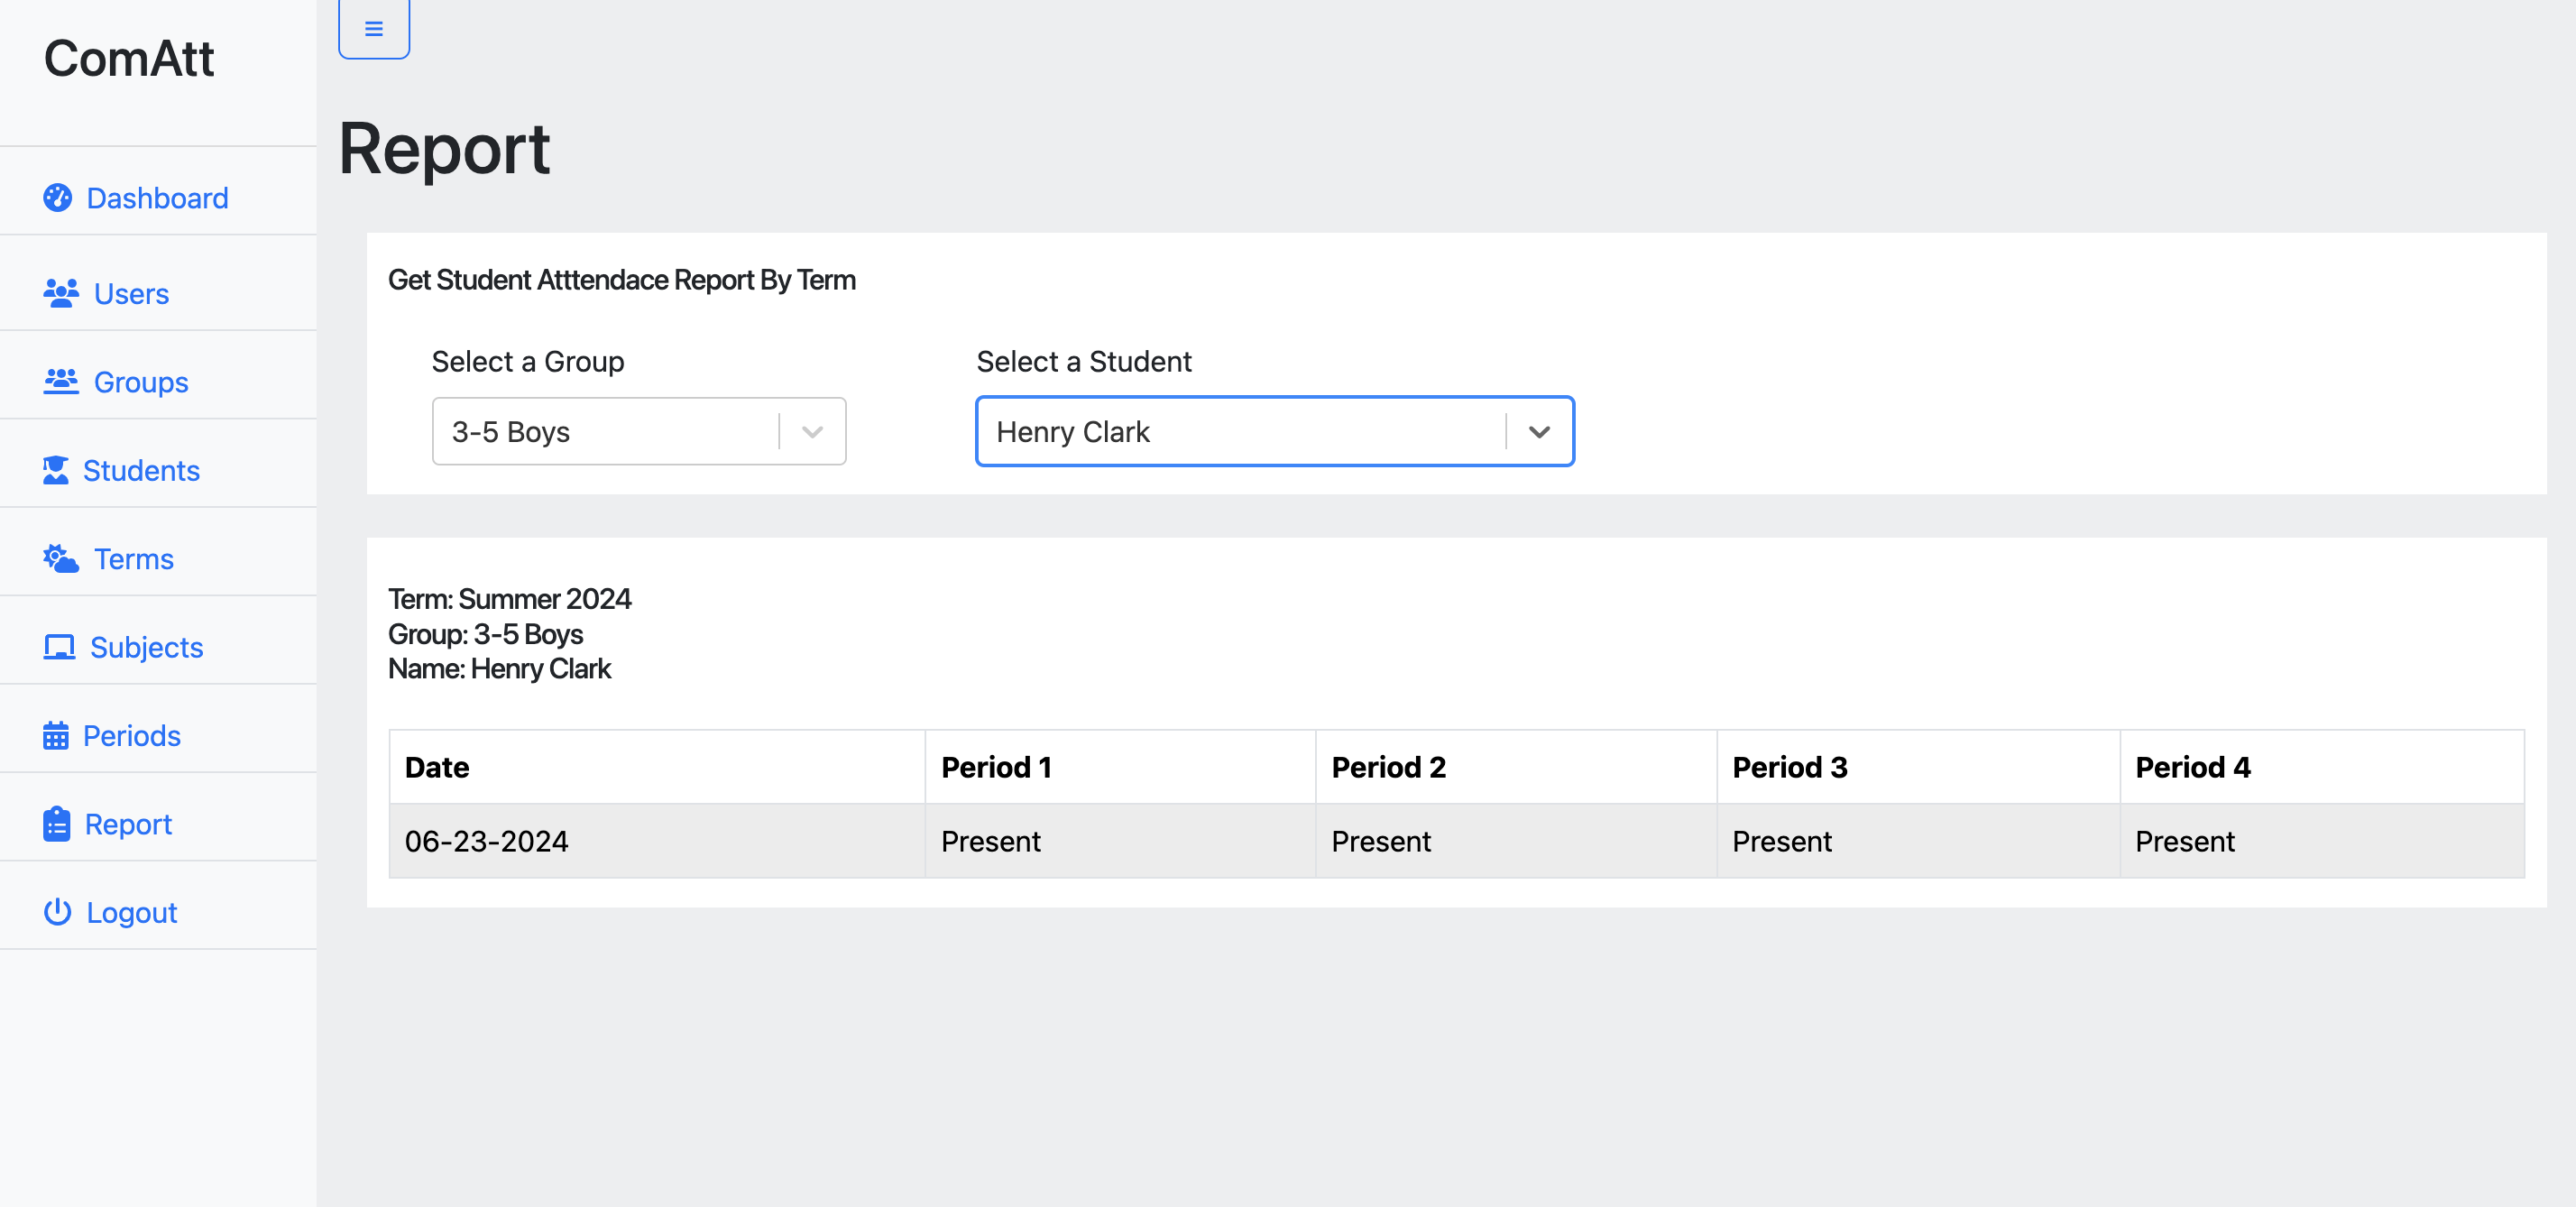 ComAtt
Dashboard
Users
Groups
Students
Terms
Subjects
Periods
Report
Logout
Report
Get Student Atttendace Report By Term
Select a Group
Select a Student
3-5 Boys
Henry Clark
Term: Summer 2024
Group: 3-5 Boys
Name: Henry Clark
Date Period 1 Period 2 Period 3 Period 4
06-23-2024 Present Present Present Present